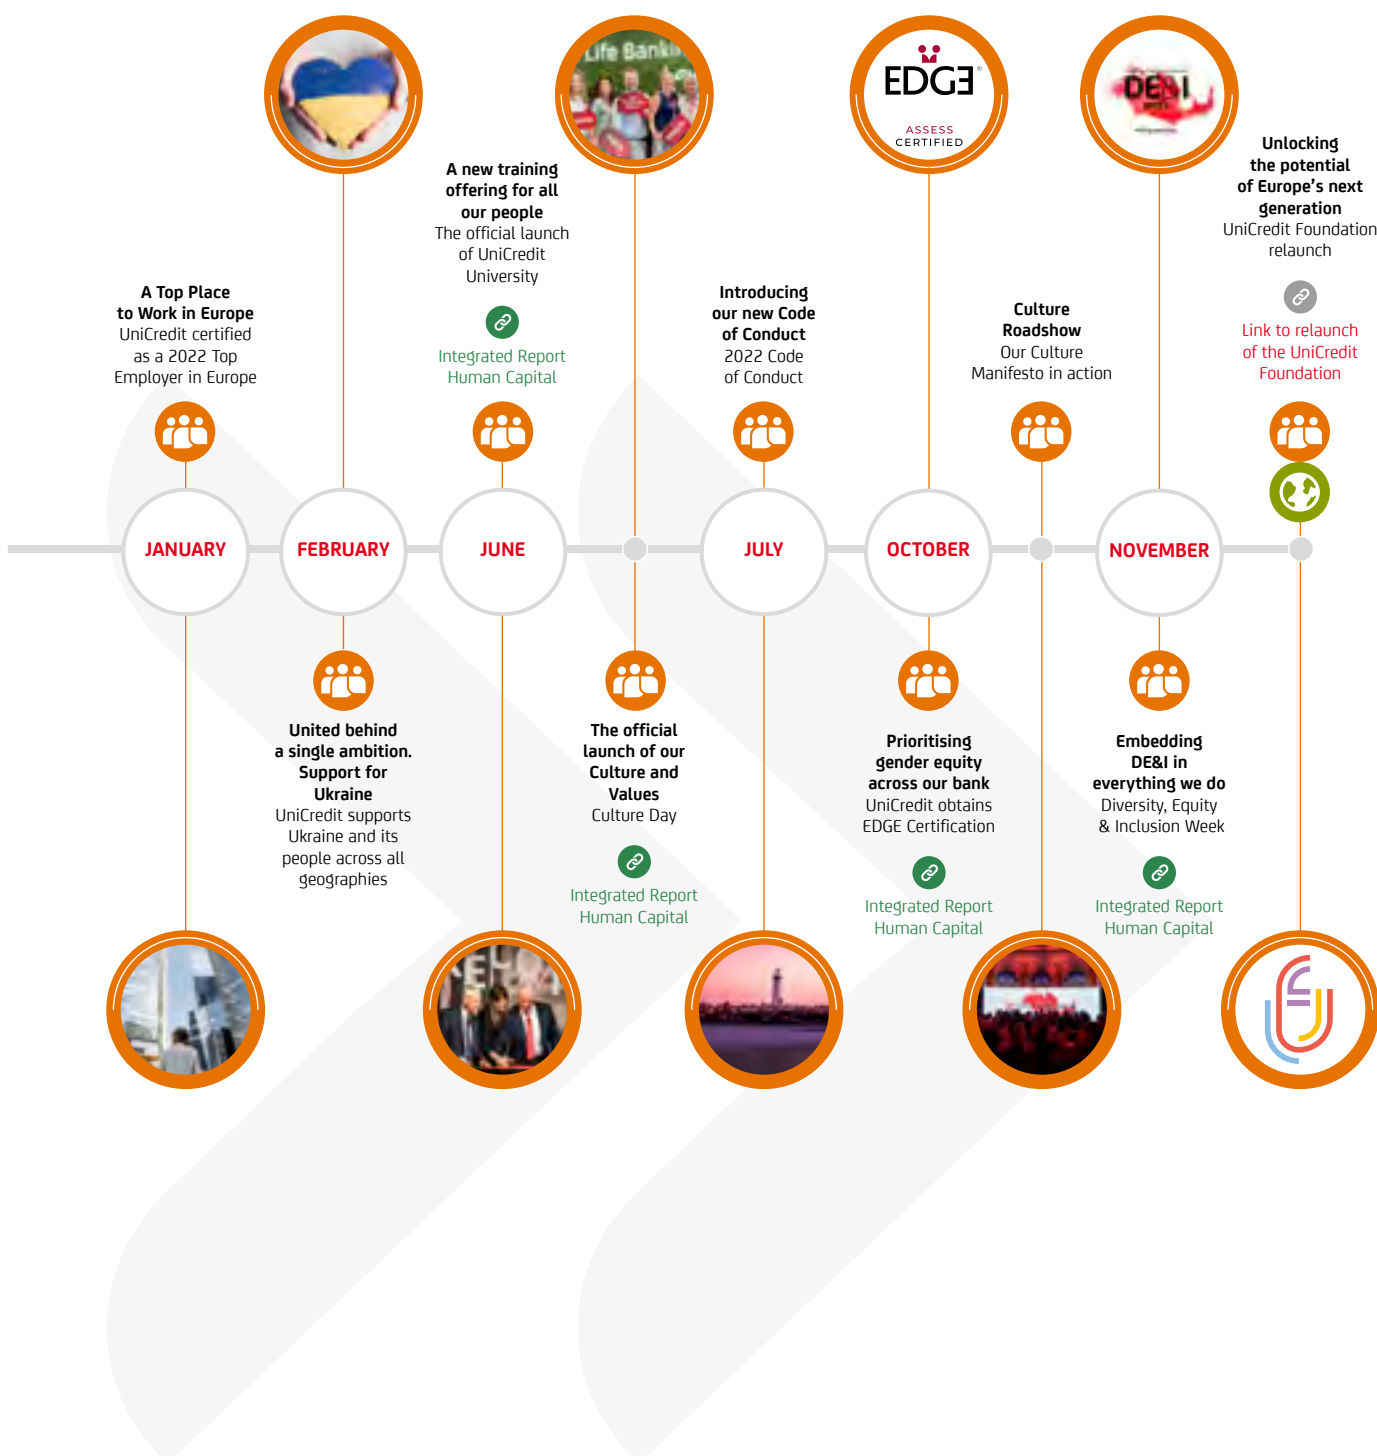 Life Banki
EDGE
ASSESS
CERTIFIED
DE&I
A Top Place
to Work in Europe
UniCredit certified
as a 2022 Top
Employer in Europe
A new training
offering for all
our people
The official launch
of UniCredit
University
Integrated Report
Human Capital
Introducing
our new Code
of Conduct
2022 Code
of Conduct
Culture
Roadshow
Our Culture
Manifesto in action
Unlocking
the potential
of Europe’s next
generation
UniCredit Foundation
relaunch
Link to relaunch
of the UniCredit
Foundation
JANUARY
FEBRUARY
JUNE
JULY
OCTOBER
NOVEMBER
United behind
a single ambition.
Support for
Ukraine
UniCredit supports
Ukraine and its
people across all
geographies
The official
launch of our
Culture and
Values
Culture Day
Integrated Report
Human Capital
Prioritising
gender equity
across our bank
UniCredit obtains
EDGE Certification
Integrated Report
Human Capital
Embedding
DE&I in
everything we do
Diversity, Equity
& Inclusion Week
Integrated Report
Human Capital